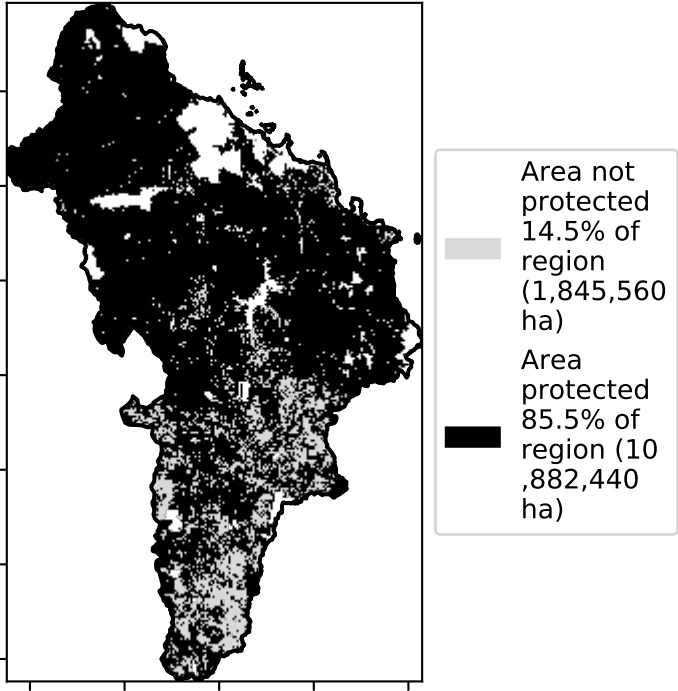 Area not
protected
14.5% of
region
(1,845,560
ha)
Area
protected
85.5% of
region (10
,882,440
ha)